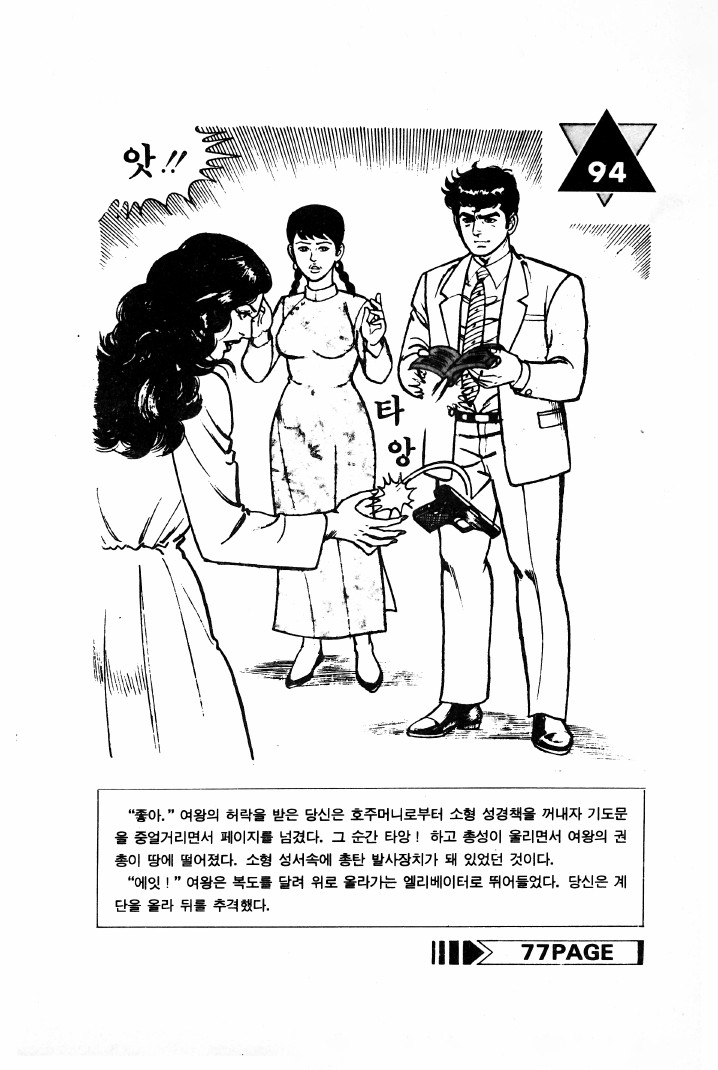 앗!!
94
타
앙
“좋아.” 여왕의 허락을 받은 당신은 호주머니로부터 소형 성경책을 꺼내자 기도문
을 중얼거리면서 페이지를 넘겼다. 그 순간 타앙! 하고 총성이 울리면서 여왕의 권
총이 땅에 떨어졌다. 소형 성서속에 총탄 발사장치가 돼 있었던 것이다.
“에잇!” 여왕은 복도를 달려 위로 올라가는 엘리베이터로 뛰어들었다. 당신은 계
단을 올라 뒤를 추격했다.
77PAGE